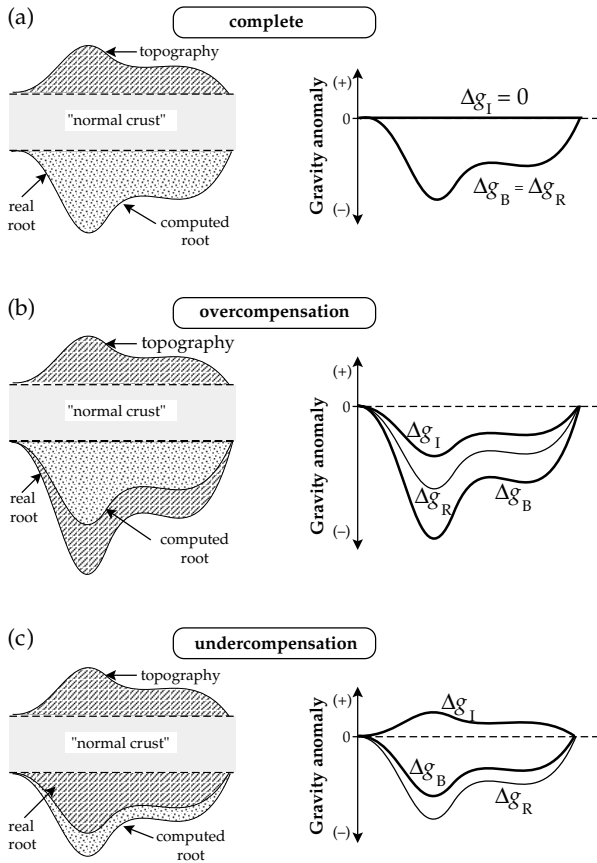 (a)
complete
topography
"normal crust"
real
root
computed
root
Gravity anomaly
(+)
0
(–)
Δg_I = 0
Δg_B = Δg_R
(b)
overcompensation
topography
"normal crust"
real
root
computed
root
Gravity anomaly
(+)
0
(–)
Δg_I
Δg_R
Δg_B
(c)
undercompensation
topography
"normal crust"
real
root
computed
root
Gravity anomaly
(+)
0
(–)
Δg_I
Δg_B
Δg_R